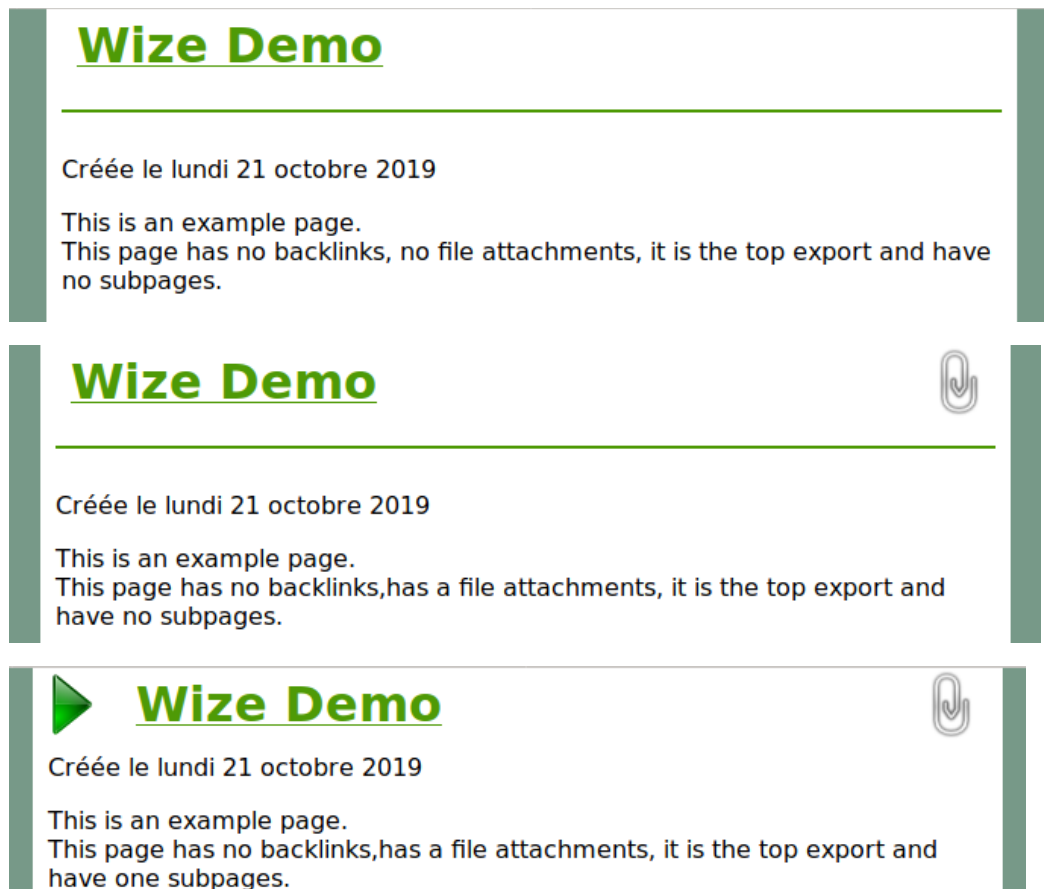 Wize Demo
Créée le lundi 21 octobre 2019
This is an example page.
This page has no backlinks, no file attachments, it is the top export and have
no subpages.
Wize Demo
Créée le lundi 21 octobre 2019
This is an example page.
This page has no backlinks,has a file attachments, it is the top export and
have no subpages.
Wize Demo
Créée le lundi 21 octobre 2019
This is an example page.
This page has no backlinks,has a file attachments, it is the top export and
have one subpages.